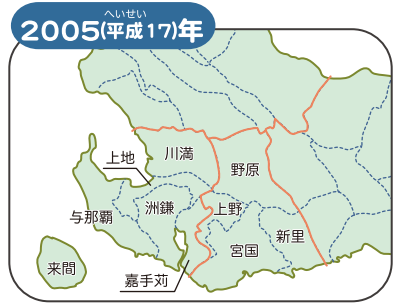 へいせい
2005(平成17)年
川満
上地
野原
洲鎌
上野
与那覇
新里
宮国
来間
嘉手苅